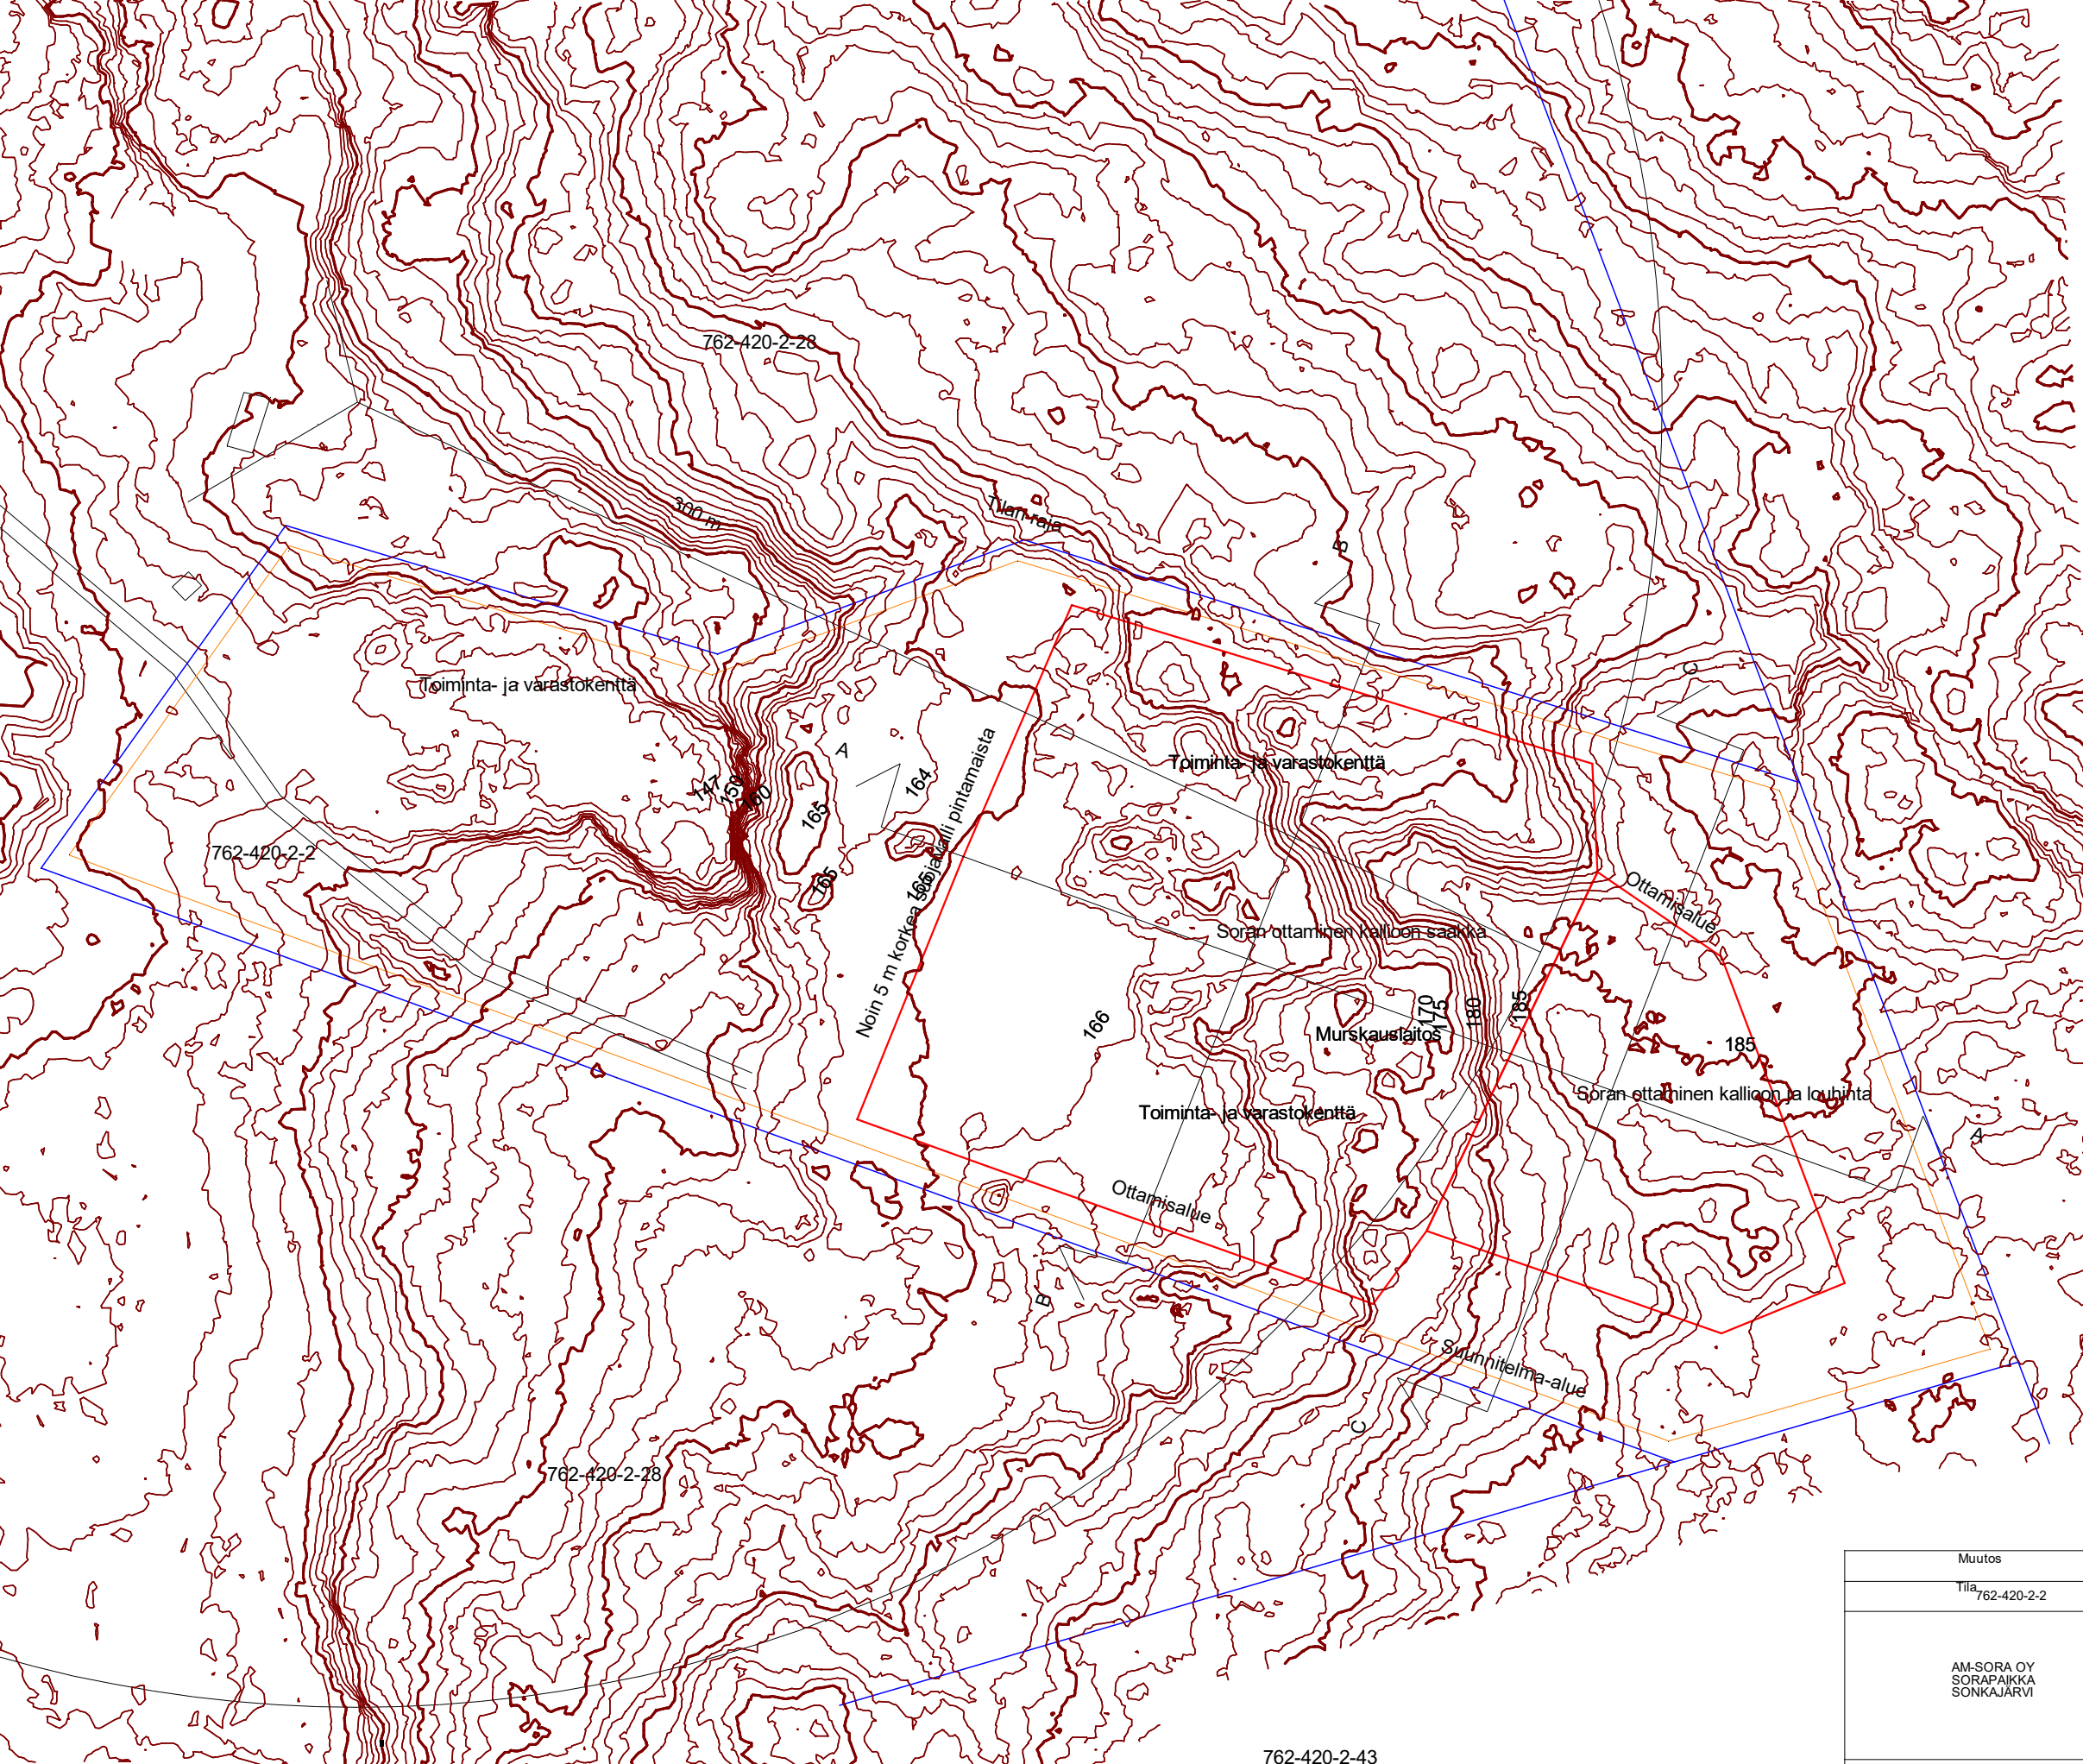 762-420-2-28
300 m
Tilan raja
B
C
Toiminta- ja varastokenttä
A
Toiminta- ja varastokenttä
147
158
160
164
165
165
165
Noin 5 m korkea suojavalli pintamaista
762-420-2-2
Ottamisalue
Soran ottaminen kallioon saakka
170
175
180
185
166
Murskauslaitos
185
Soran ottaminen kallioon ja louhinta
Toiminta- ja varastokenttä
A
Ottamisalue
B
Suunnitelma-alue
C
762-420-2-28
Muutos
Tila
762-420-2-2
AM-SORA OY
SORAPAIKKA
SONKAJÄRVI
762-420-2-43